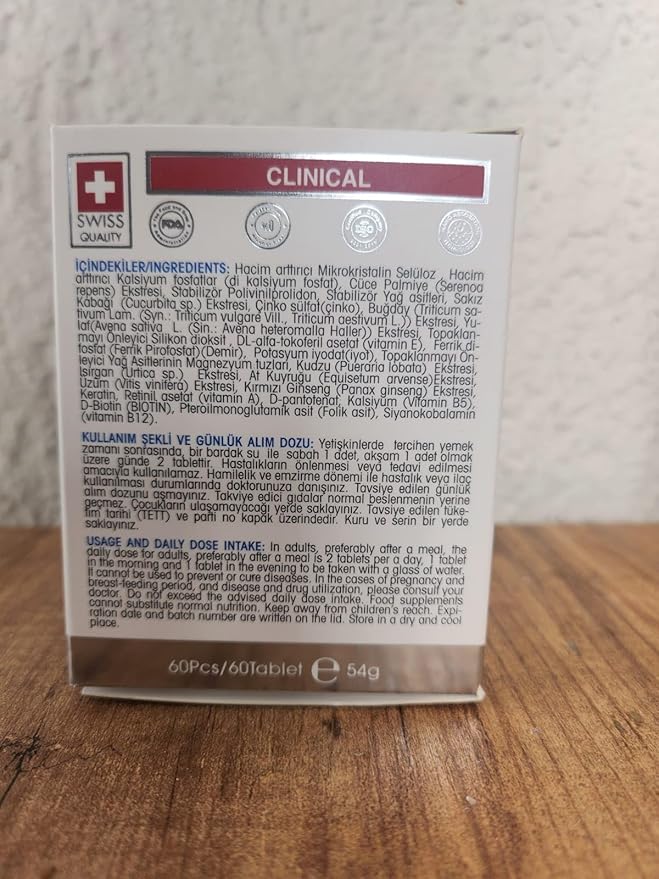 CLINICAL
SWISS
QUALITY
FDA
ISO
İÇİNDEKİLER/INGREDIENTS: Hacim arttırıcı Mikrokristalin Selüloz , Hacim
arttırıcı Kalsiyum fosfatlar (di kalsiyum fosfat), Cüce Palmiye (Serenoa
repens) Ekstresi, Stabilizör Polivinilprolidon, Stabilizör Yağ asitleri, Sakız
Kabağı (Cucurbita sp.) Ekstresi, Çinko sülfat(çinko), Buğday (Triticum sa-
tivum Lam. (Syn.: Triticum vulgare Vill., Triticum aestivum L.)) Ekstresi, Yu-
laf(Avena sativa L. (Sin.: Avena heteromalla Haller)) Ekstresi, Topaklan-
mayı Önleyici Silikon dioksit , DL-alfa-tokoferil asetat (vitamin E), Ferrik di-
fosfat (Ferrik Pirofosfat)(Demir), Potasyum iyodat(iyot), Topaklanmayı Ön-
leyici Yağ Asitlerinin Magnezyum tuzları, Kudzu (Pueraria lobata) Ekstresi,
Isırgan (Urtica sp.) Ekstresi, At Kuyruğu (Equisetum arvense)Ekstresi,
Üzüm (Vitis vinifera) Ekstresi, Kırmızı Ginseng (Panax ginseng) Ekstresi,
Keratin, Retinil asetat (vitamin A), D-pantotenat, Kalsiyum (Vitamin B5),
D-Biotin (BIOTIN), Pteroilmonoglutamik asit (Folik asif), Siyanokobalamin
(vitamin B12).
KULLANIM ŞEKLİ VE GÜNLÜK ALIM DOZU: Yetişkinlerde tercihen yemek
zamanı sonrasında, bir bardak su ile sabah 1 adet, akşam 1 adet olmak
üzere günde 2 tablettir. Hastalıkların önlenmesi veya tedavi edilmesi
amacıyla kullanılamaz. Hamilelik ve emzirme dönemi ile hastalık veya ilaç
kullanılması durumlarında doktorunuza danışınız. Tavsiye edilen günlük
alım dozunu aşmayınız. Takviye edici gıdalar normal beslenmenin yerine
geçmez. Çocukların ulaşamayacağı yerde saklayınız. Tavsiye edilen tüke-
tim tarihi (TETT) ve parti no kapak üzerindedir. Kuru ve serin bir yerde
saklayınız.
USAGE AND DAILY DOSE INTAKE: In adults, preferably after a meal, the
daily dose for adults, preferably after a meal is 2 tablets per a day, 1 tablet
in the morning and 1 tablet in the evening to be taken with a glass of water.
It cannot be used to prevent or cure diseases. In the cases of pregnancy and
breast-feeding period, and disease and drug utilization, please consult your
doctor. Do not exceed the advised daily dose intake. Food supplements
cannot substitute normal nutrition. Keep away from children's reach. Expi-
ration date and batch number are written on the lid. Store in a dry and cool
place.
60Pcs/60Tablet e 54g